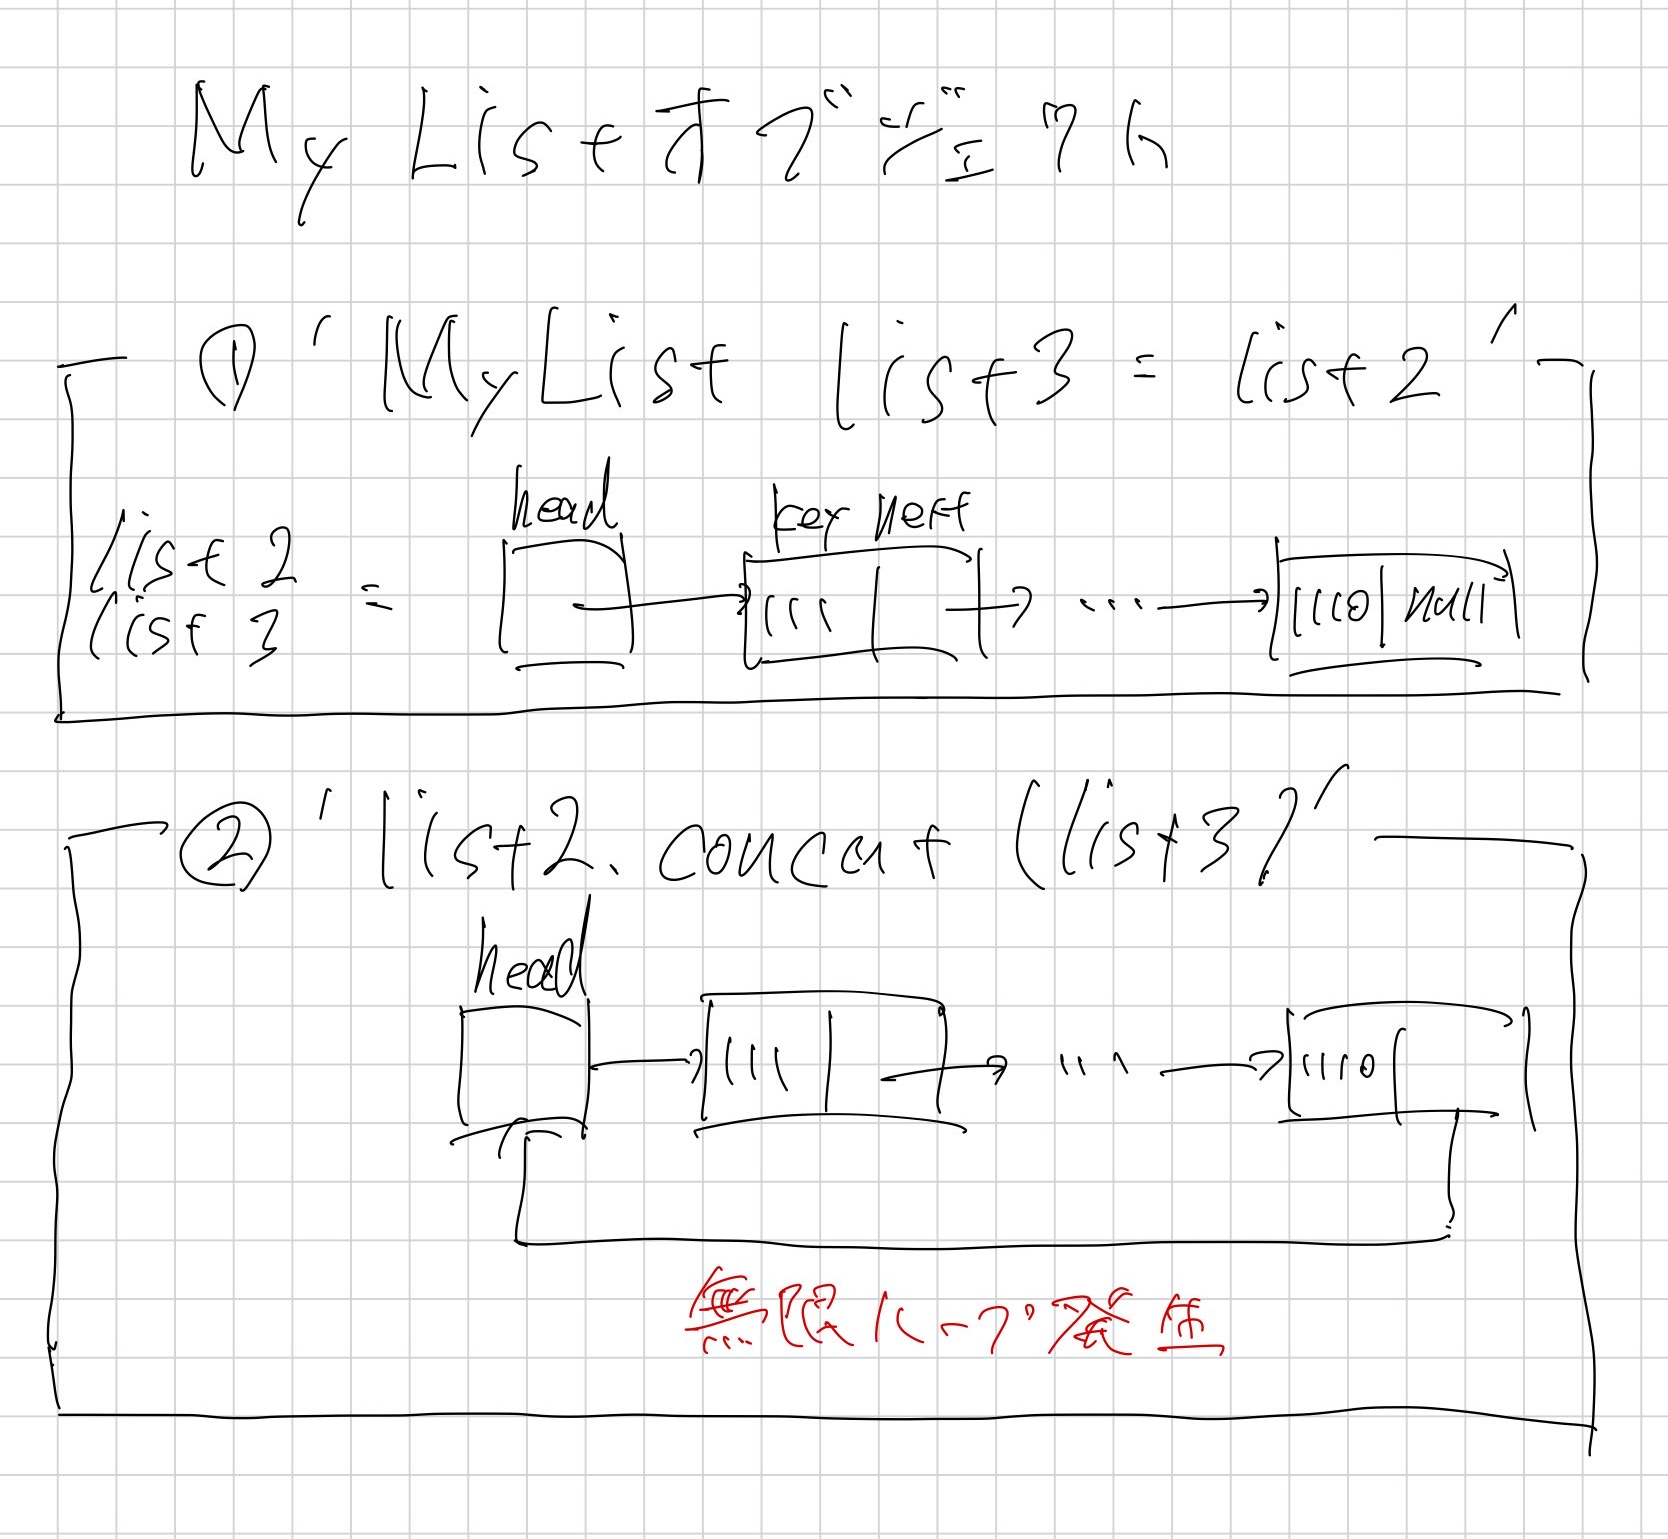 MyListオブジェクト
① 「MyList list3 = list2」
head key next
list2
list3 = 111 ... 1110 null
② 「list2.concat(list3)」
head
111 ... 1110
無限ループ発生